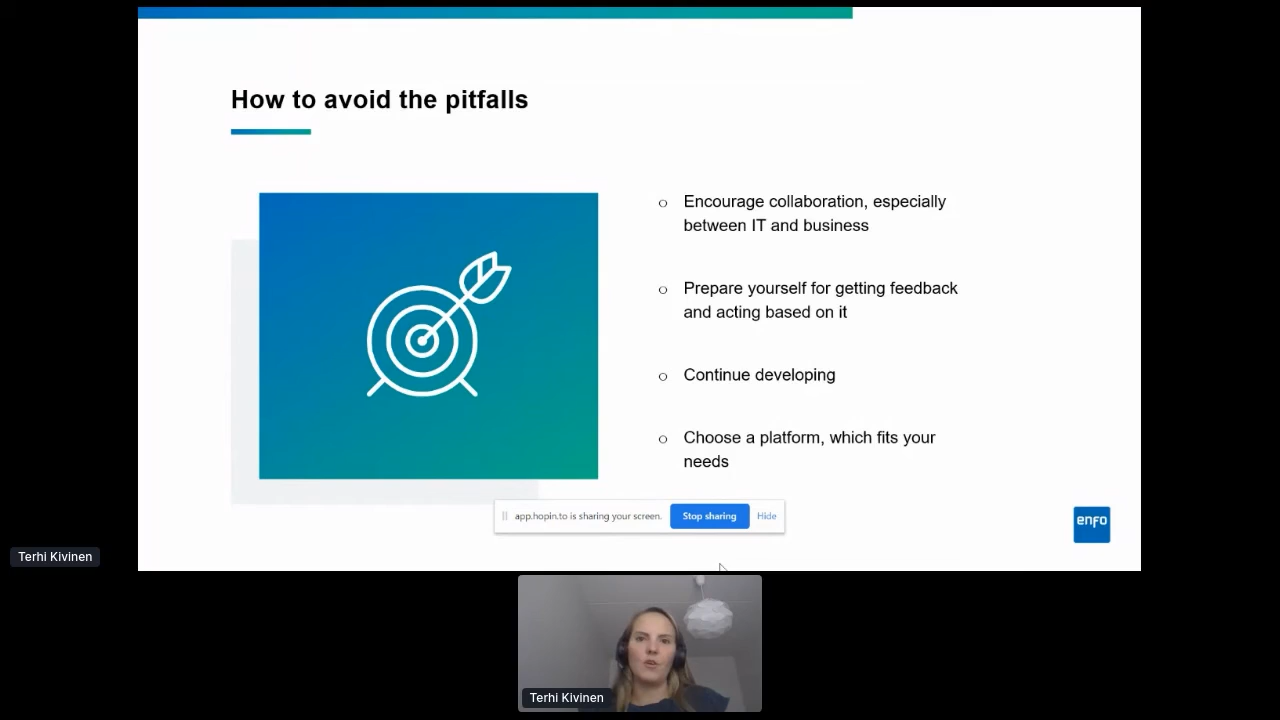 How to avoid the pitfalls
o Encourage collaboration, especially
between IT and business
o Prepare yourself for getting feedback
and acting based on it
o Continue developing
o Choose a platform, which fits your
needs
app.hopin.to is sharing your screen. Stop sharing Hide
enfo
Terhi Kivinen
Terhi Kivinen